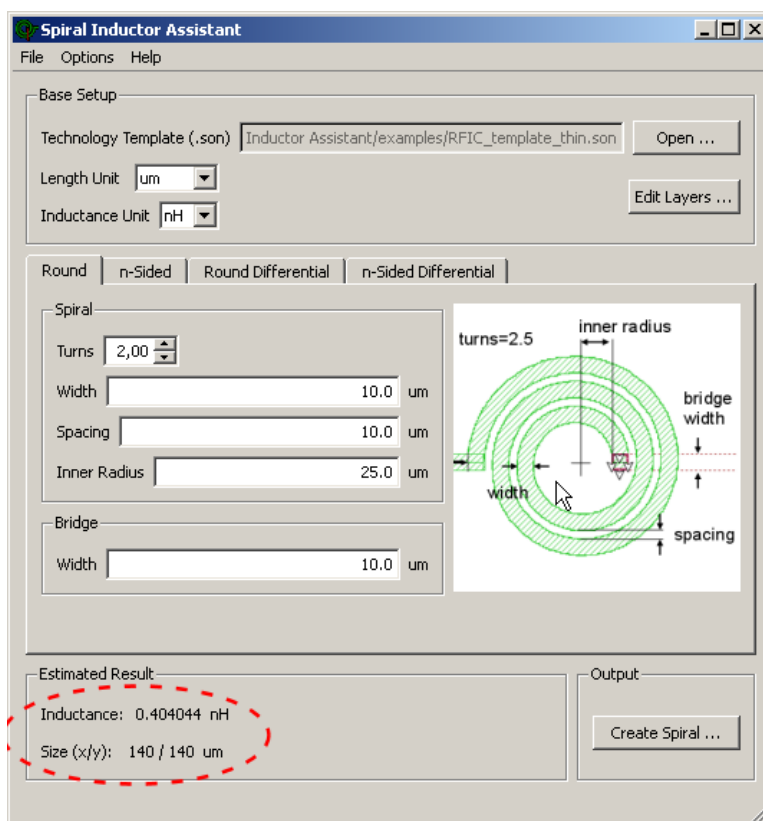 Spiral Inductor Assistant
File Options Help
Base Setup
Technology Template (.son) Inductor Assistant/examples/RFIC_template_thin.son Open ...
Length Unit um
Edit Layers ...
Inductance Unit nH
Round n-Sided Round Differential n-Sided Differential
Spiral
Turns 2,00
Width 10.0 um
Spacing 10.0 um
Inner Radius 25.0 um
Bridge
Width 10.0 um
turns=2.5
inner radius
bridge
width
width
spacing
Estimated Result
Inductance: 0.404044 nH
Size (x/y): 140 / 140 um
Output
Create Spiral ...